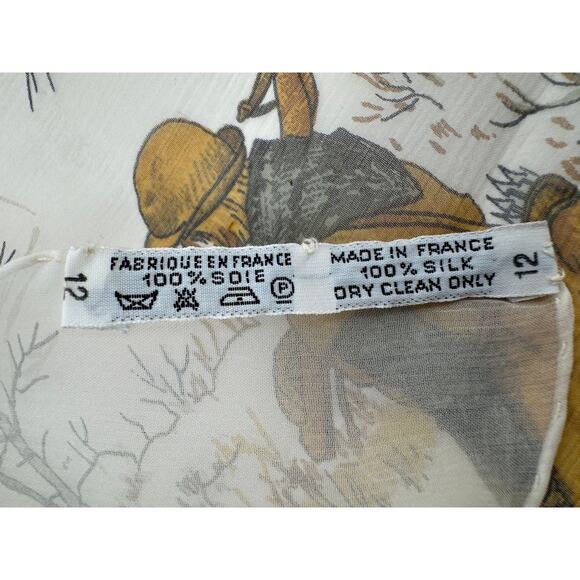 12
FABRIQUE EN FRANCE
100% SOIE
P
MADE IN FRANCE
100% SILK
DRY CLEAN ONLY
12